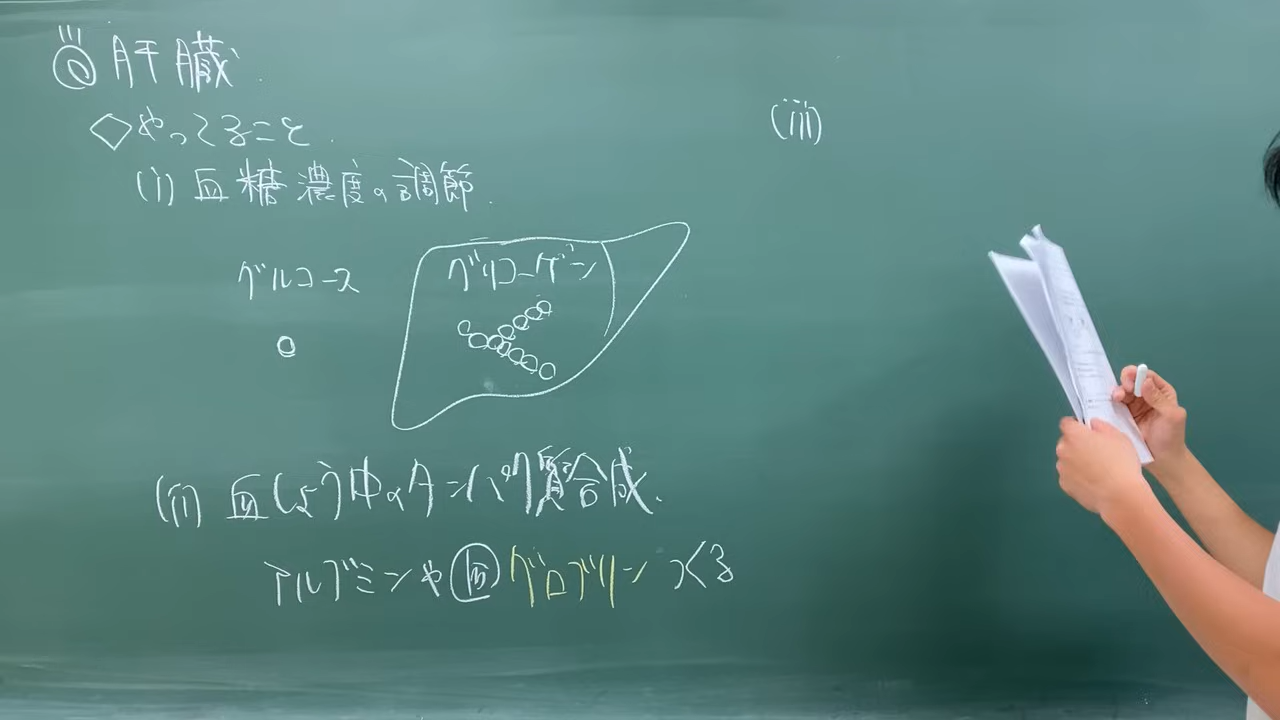 ◎肝臓
◇やってること.
(i) 血糖濃度の調節.
グルコース
グリコーゲン
(ii) 血しょう中のタンパク質合成.
アルブミンや グロブリン つくる
(iii)